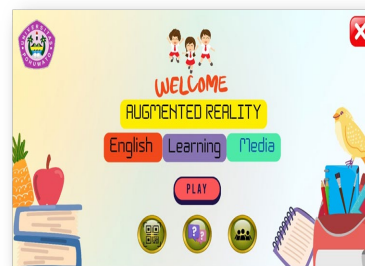 WELCOME
AUGMENTED REALITY
English Learning Media
PLAY
? ?